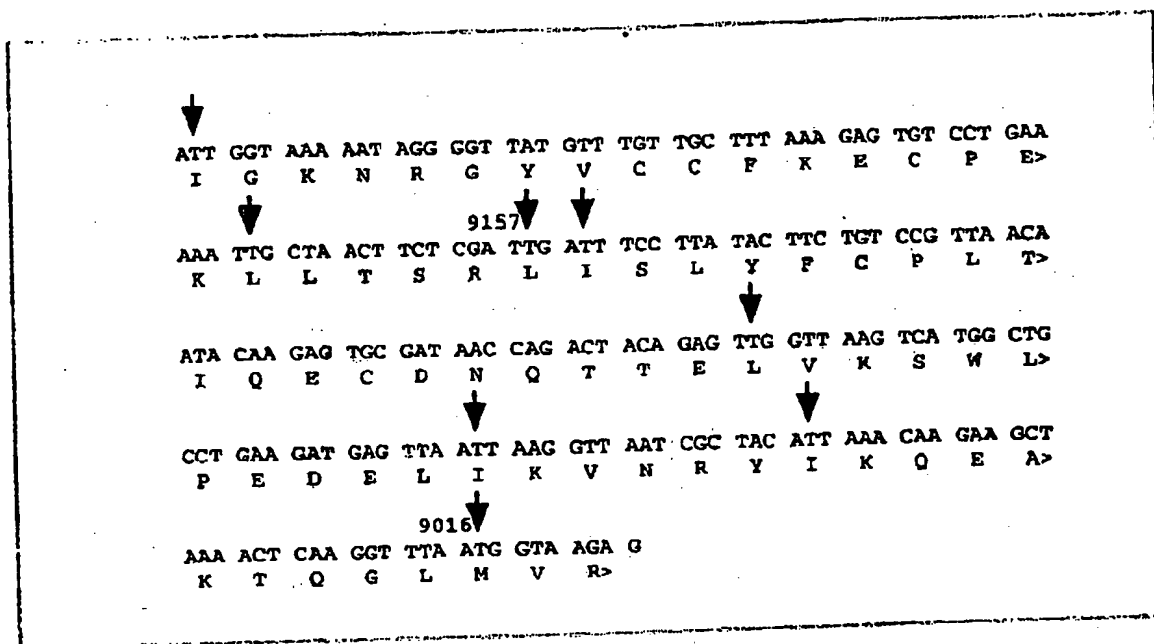 ATT GGT AAA AAT AGG GGT TAT GTT TGT TGC TTT AAA GAG TGT CCT GAA
I G K N R G Y V C C F K E C P E>
9157
AAA TTG CTA ACT TCT CGA TTG ATT TCC TTA TAC TTC TGT CCG TTA ACA
K L L T S R L I S L Y F C P L T>
ATA CAA GAG TGC GAT AAC CAG ACT ACA GAG TTG GTT AAG TCA TGG CTG
I Q E C D N Q T T E L V K S W L>
CCT GAA GAT GAG TTA ATT AAG GTT AAT CGC TAC ATT AAA CAA GAA GCT
P E D E L I K V N R Y I K Q E A>
9016
AAA ACT CAA GGT TTA ATG GTA AGA G
K T Q G L M V R>